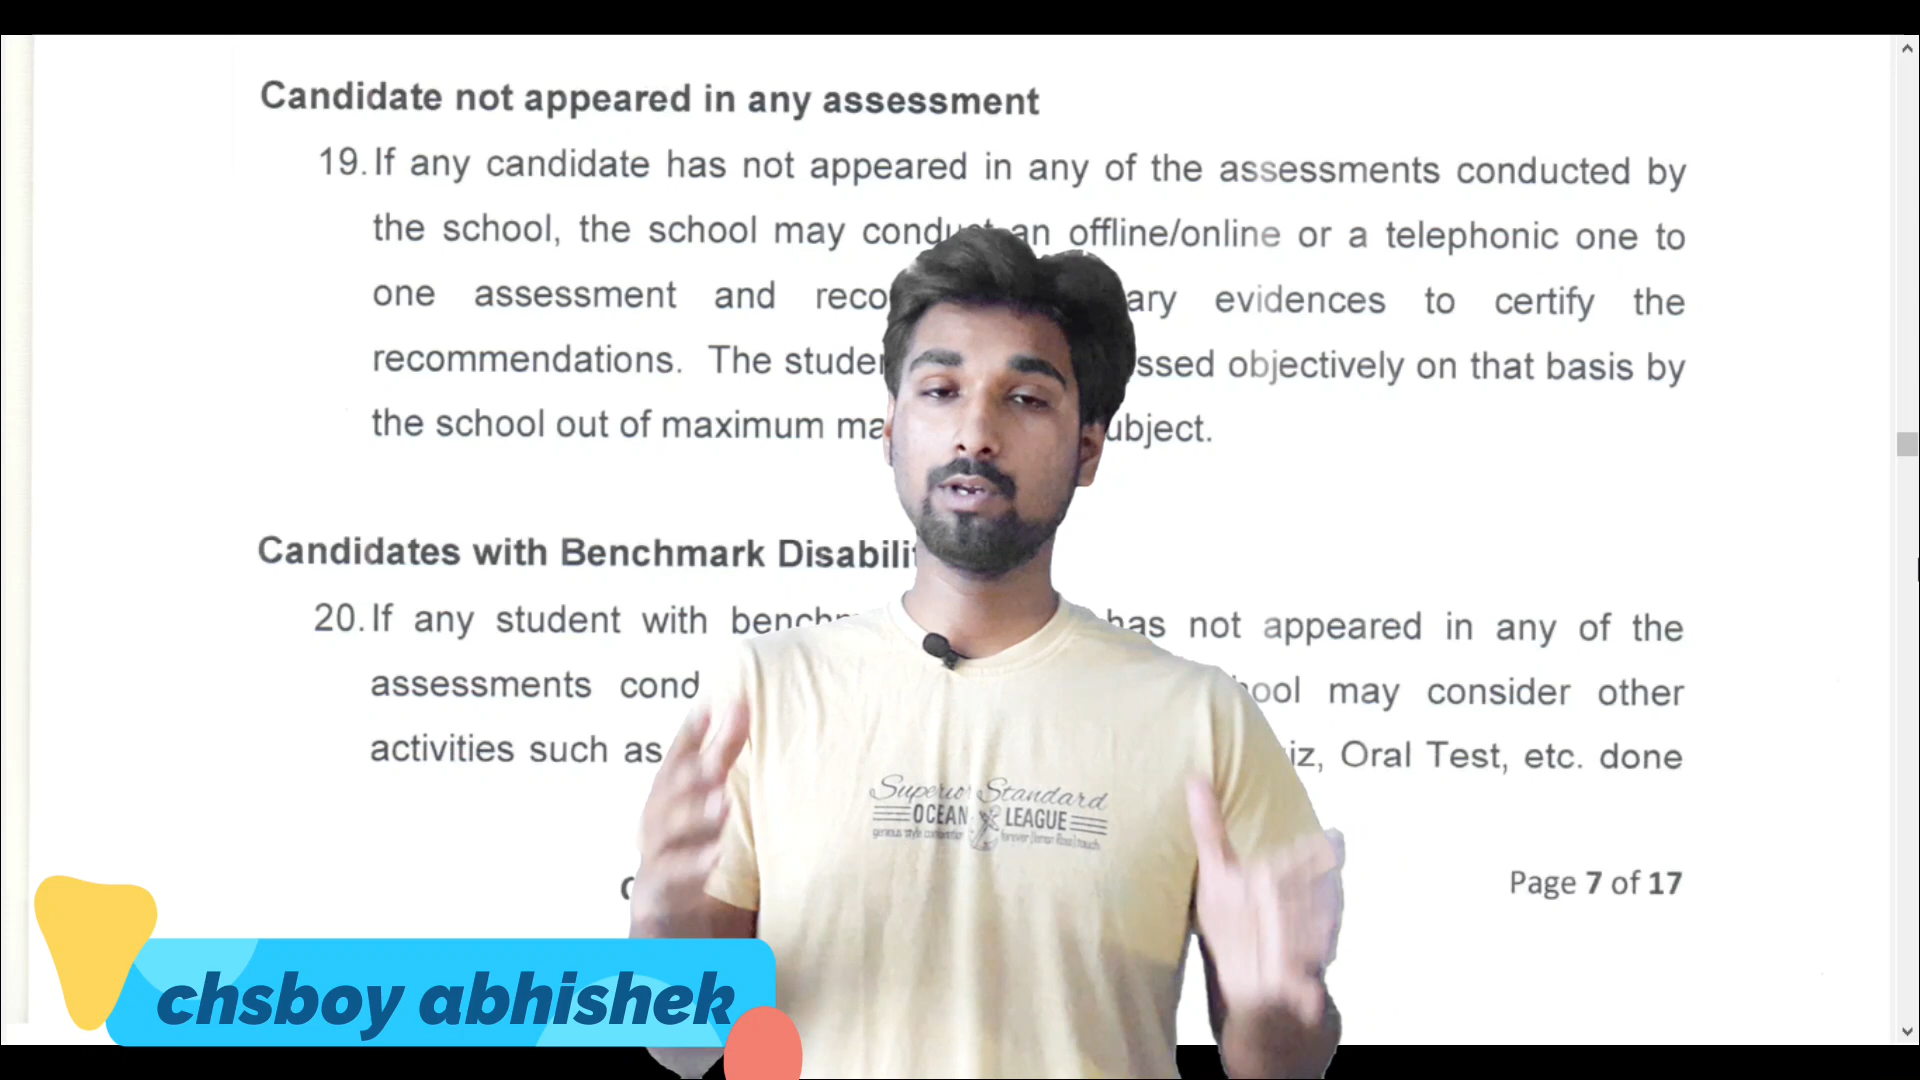 Candidate not appeared in any assessment
19. If any candidate has not appeared in any of the assessments conducted by
the school, the school may conduct an offline/online or a telephonic one to
one assessment and reco ary evidences to certify the
recommendations. The studen ssed objectively on that basis by
the school out of maximum ma ubject.
Candidates with Benchmark Disabili
20. If any student with benchm has not appeared in any of the
assessments cond ool may consider other
activities such as iz, Oral Test, etc. done
Superior Standard
OCEAN LEAGUE
Page 7 of 17
chsboy abhishek